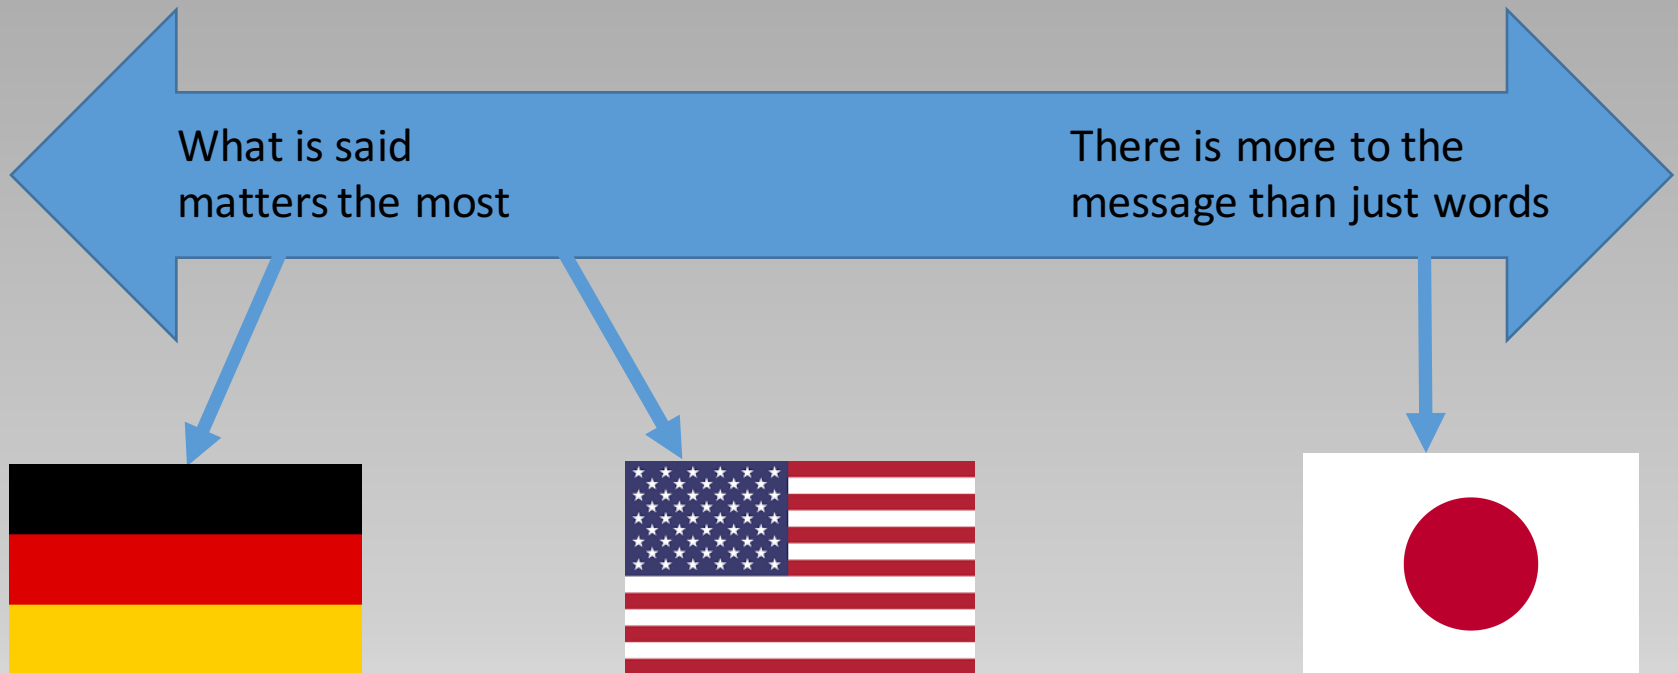 What is said
matters the most
There is more to the
message than just words